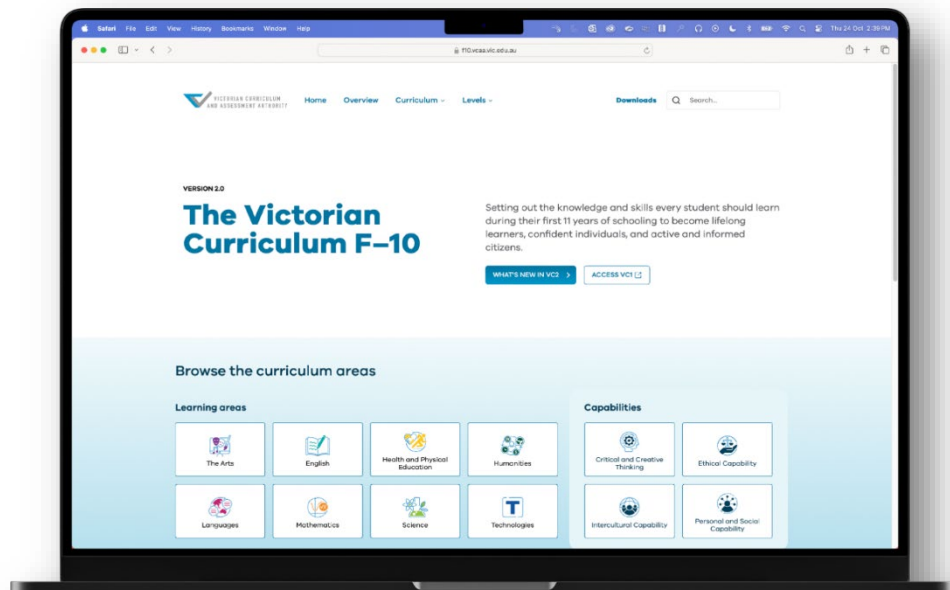 Safari File Edit View History Bookmarks Window Help
Thu 24 Oct 2:39 PM
f10.vcaa.vic.edu.au
VICTORIAN CURRICULUM
AND ASSESSMENT AUTHORITY
Home Overview Curriculum Levels
Downloads Search...
VERSION 2.0
The Victorian
Curriculum F–10
Setting out the knowledge and skills every student should learn
during their first 11 years of schooling to become lifelong
learners, confident individuals, and active and informed
citizens.
WHAT'S NEW IN VC2
ACCESS VC1
Browse the curriculum areas
Learning areas
The Arts
English
Health and Physical
Education
Humanities
Languages
Mathematics
Science
Technologies
Capabilities
Critical and Creative
Thinking
Ethical Capability
Intercultural Capability
Personal and Social
Capability